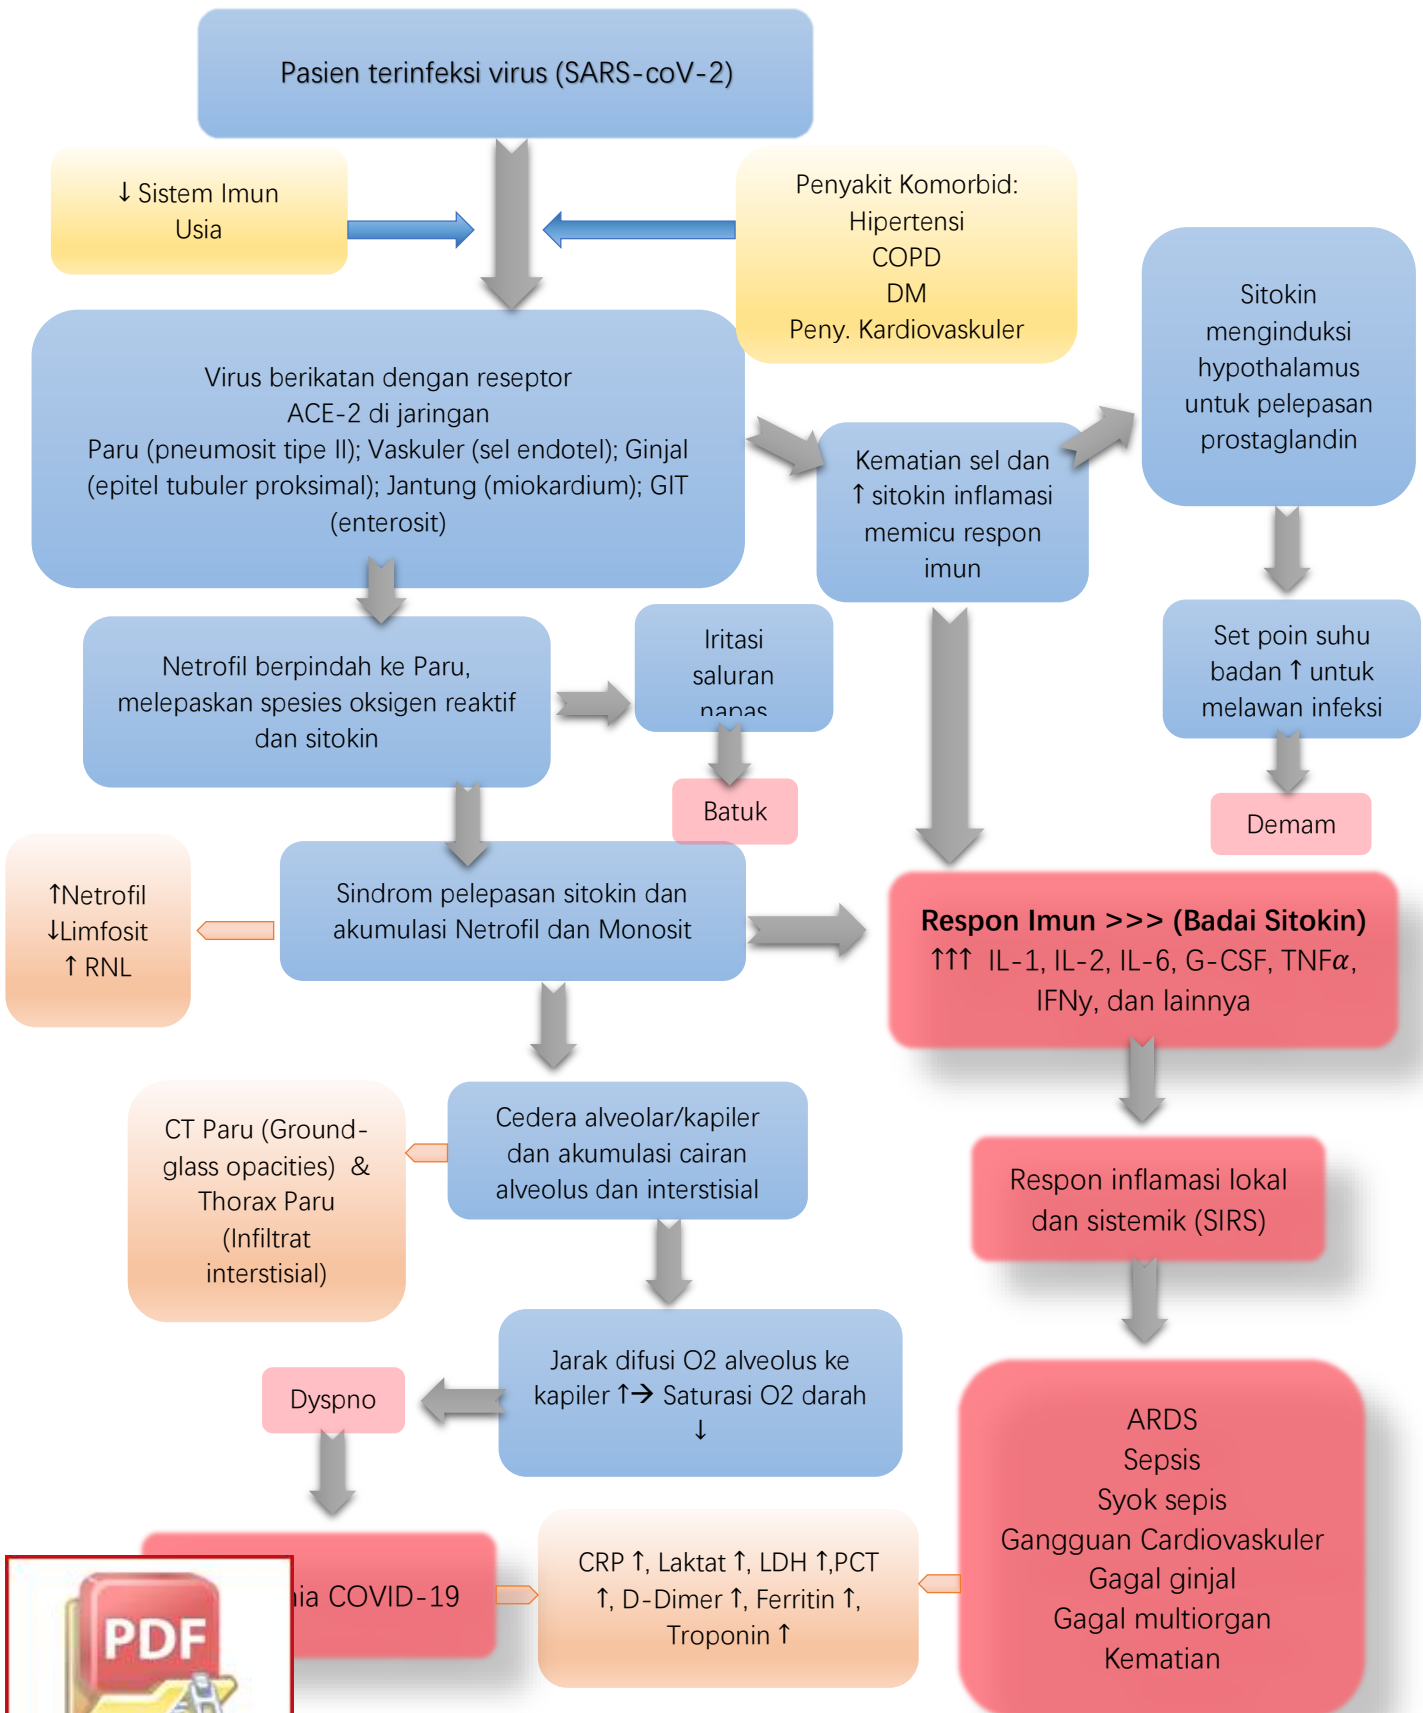 Pasien terinfeksi virus (SARS-coV-2)
↓ Sistem Imun
Usia
Penyakit Komorbid:
Hipertensi
COPD
DM
Peny. Kardiovaskuler
Sitokin
menginduksi
hypothalamus
untuk pelepasan
prostaglandin
Virus berikatan dengan reseptor
ACE-2 di jaringan
Paru (pneumosit tipe II); Vaskuler (sel endotel); Ginjal
(epitel tubuler proksimal); Jantung (miokardium); GIT
(enterosit)
Kematian sel dan
↑ sitokin inflamasi
memicu respon
imun
Set poin suhu
badan ↑ untuk
melawan infeksi
Demam
Netrofil berpindah ke Paru,
melepaskan spesies oksigen reaktif
dan sitokin
Iritasi
saluran
napas
Batuk
↑Netrofil
↓Limfosit
↑ RNL
Sindrom pelepasan sitokin dan
akumulasi Netrofil dan Monosit
Respon Imun >>> (Badai Sitokin)
↑↑↑ IL-1, IL-2, IL-6, G-CSF, TNFα,
IFNy, dan lainnya
CT Paru (Ground-
glass opacities) &
Thorax Paru
(Infiltrat
interstisial)
Cedera alveolar/kapiler
dan akumulasi cairan
alveolus dan interstisial
Respon inflamasi lokal
dan sistemik (SIRS)
Jarak difusi O2 alveolus ke
kapiler ↑→ Saturasi O2 darah
↓
Dyspno
ARDS
Sepsis
Syok sepis
Gangguan Cardiovaskuler
Gagal ginjal
Gagal multiorgan
Kematian
nia COVID-19
CRP ↑, Laktat ↑, LDH ↑,PCT
↑, D-Dimer ↑, Ferritin ↑,
Troponin ↑
PDF